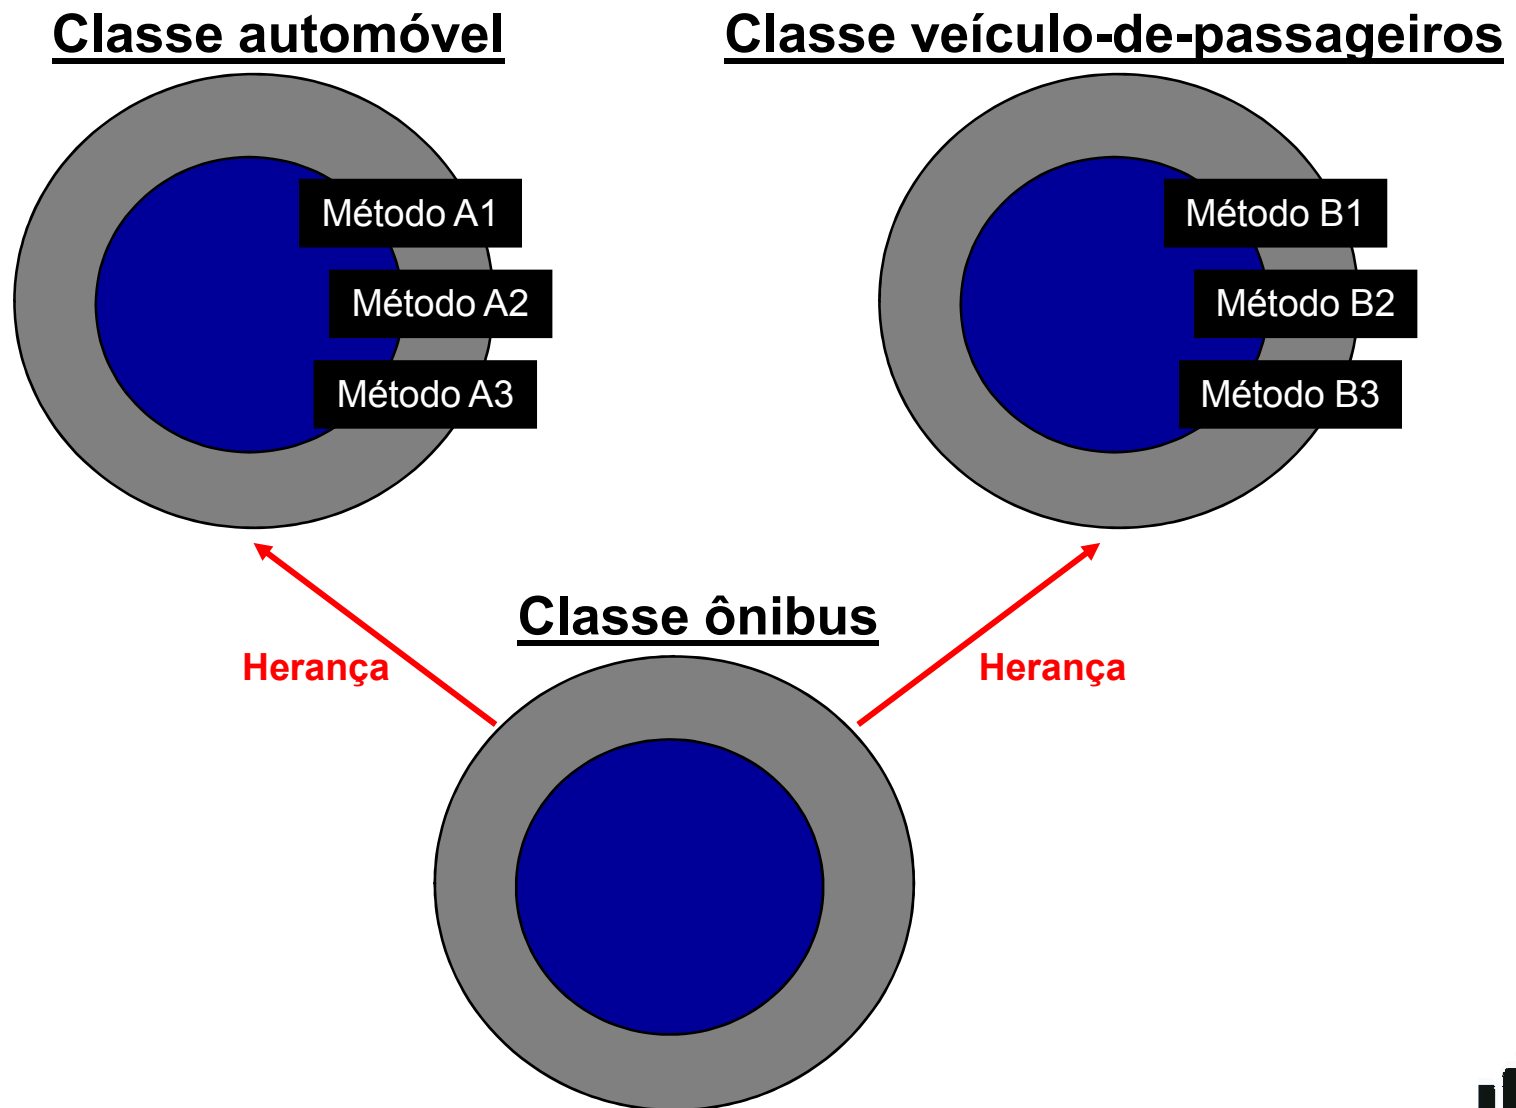 Classe automóvel
Classe veículo-de-passageiros
Método A1
Método A2
Método A3
Método B1
Método B2
Método B3
Classe ônibus
Herança
Herança